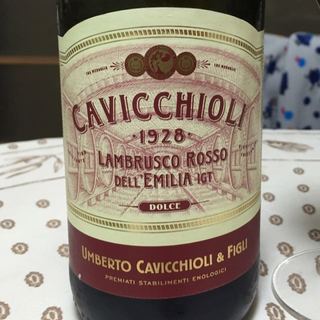 CAVICCHIOLI
1928
LAMBRUSCO ROSSO
DELL'EMILIA IGT
DOLCE
UMBERTO CAVICCHIOLI & FIGLI
PREMIATI STABILIMENTI ENOLOGICI